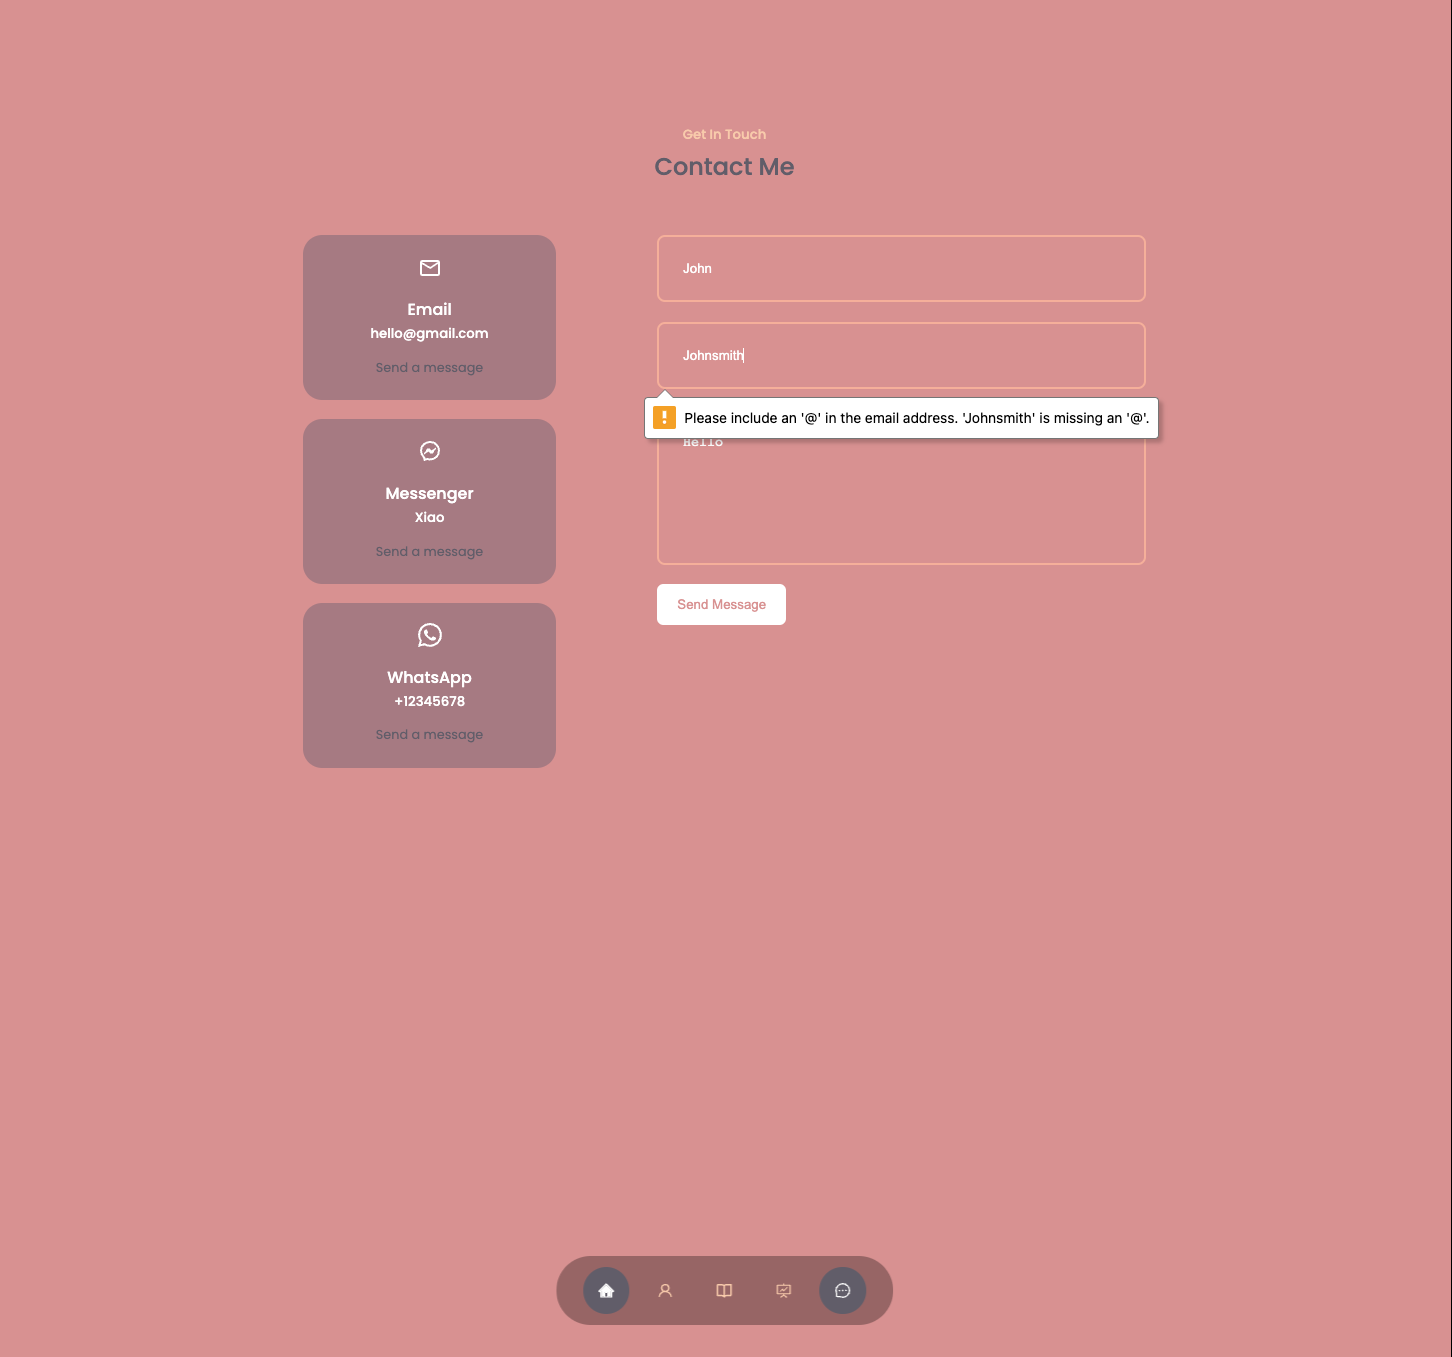 Get In Touch
Contact Me
Email
hello@gmail.com
Send a message
Messenger
Xiao
Send a message
WhatsApp
+12345678
Send a message
John
Johnsmith
Please include an '@' in the email address. 'Johnsmith' is missing an '@'.
Hello
Send Message